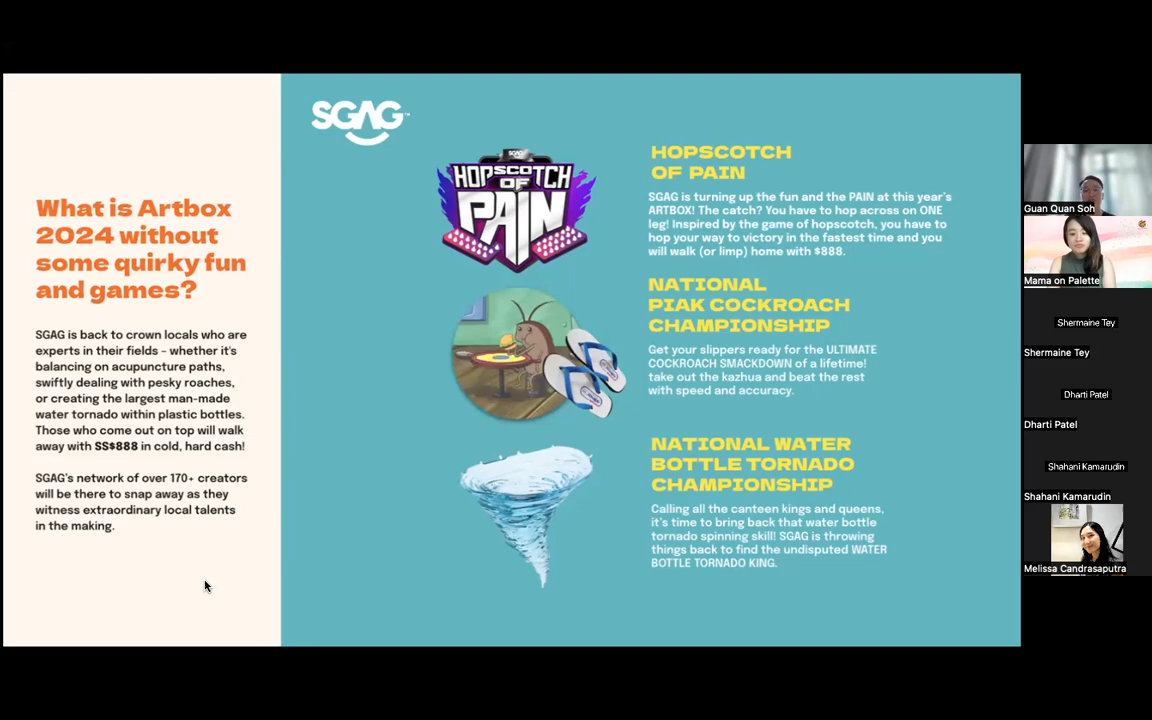 What is Artbox
2024 without
some quirky fun
and games?
SGAG is back to crown locals who are
experts in their fields – whether it's
balancing on acupuncture paths,
swiftly dealing with pesky roaches,
or creating the largest man-made
water tornado within plastic bottles.
Those who come out on top will walk
away with SS$888 in cold, hard cash!
SGAG's network of over 170+ creators
will be there to snap away as they
witness extraordinary local talents
in the making.
SGAG™
SGAG
HOPSCOTCH
OF
PAIN
HOPSCOTCH
OF PAIN
SGAG is turning up the fun and the PAIN at this year's
ARTBOX! The catch? You have to hop across on ONE
leg! Inspired by the game of hopscotch, you have to
hop your way to victory in the fastest time and you
will walk (or limp) home with $888.
NATIONAL
PIAK COCKROACH
CHAMPIONSHIP
Get your slippers ready for the ULTIMATE
COCKROACH SMACKDOWN of a lifetime!
take out the kazhua and beat the rest
with speed and accuracy.
NATIONAL WATER
BOTTLE TORNADO
CHAMPIONSHIP
Calling all the canteen kings and queens,
it's time to bring back that water bottle
tornado spinning skill! SGAG is throwing
things back to find the undisputed WATER
BOTTLE TORNADO KING.
Guan Quan Soh
Mama on Palette
Shermaine Tey
Shermaine Tey
Dharti Patel
Dharti Patel
Shahani Kamarudin
Shahani Kamarudin
Melissa Candrasaputra